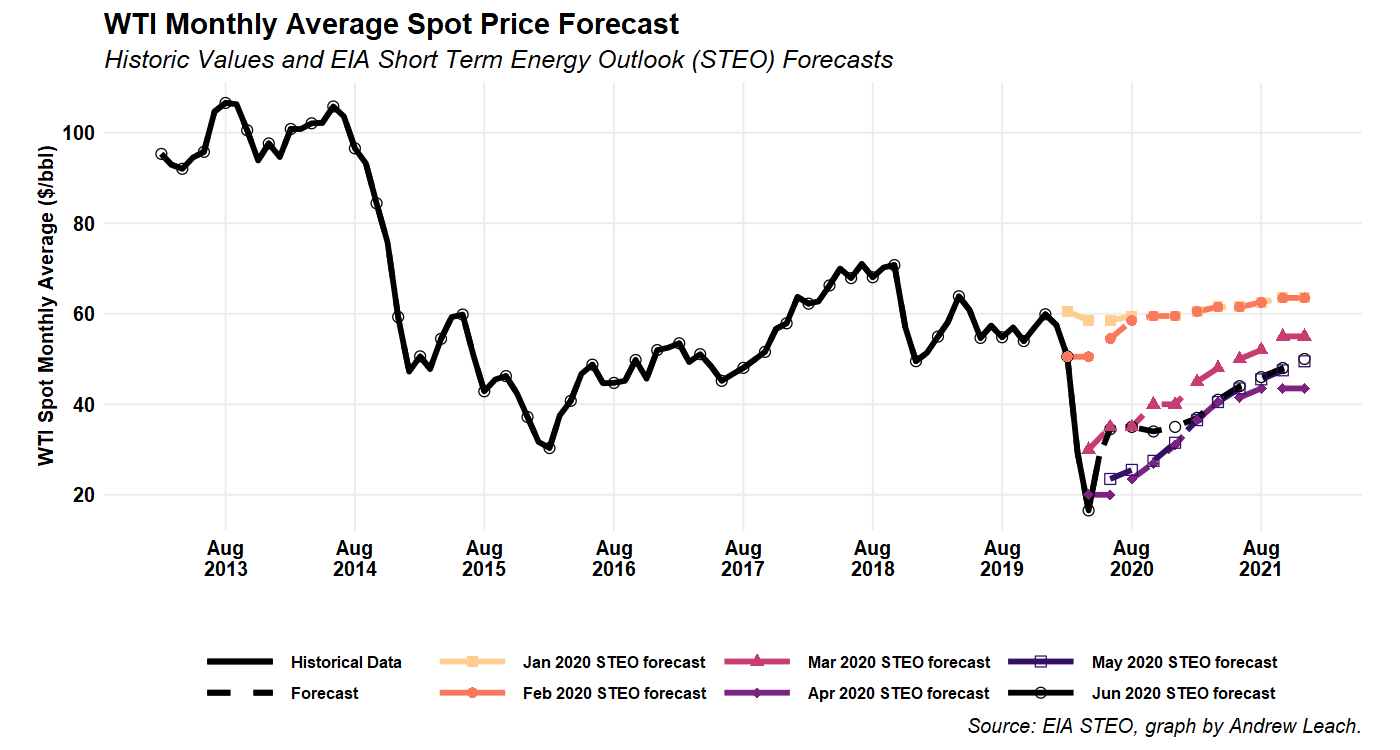 WTI Monthly Average Spot Price Forecast
Historic Values and EIA Short Term Energy Outlook (STEO) Forecasts
WTI Spot Monthly Average ($/bbl)
100
80
60
40
20
Aug Aug Aug Aug Aug Aug Aug Aug Aug
2013 2014 2015 2016 2017 2018 2019 2020 2021
Historical Data Jan 2020 STEO forecast Mar 2020 STEO forecast May 2020 STEO forecast
Forecast Feb 2020 STEO forecast Apr 2020 STEO forecast Jun 2020 STEO forecast
Source: EIA STEO, graph by Andrew Leach.